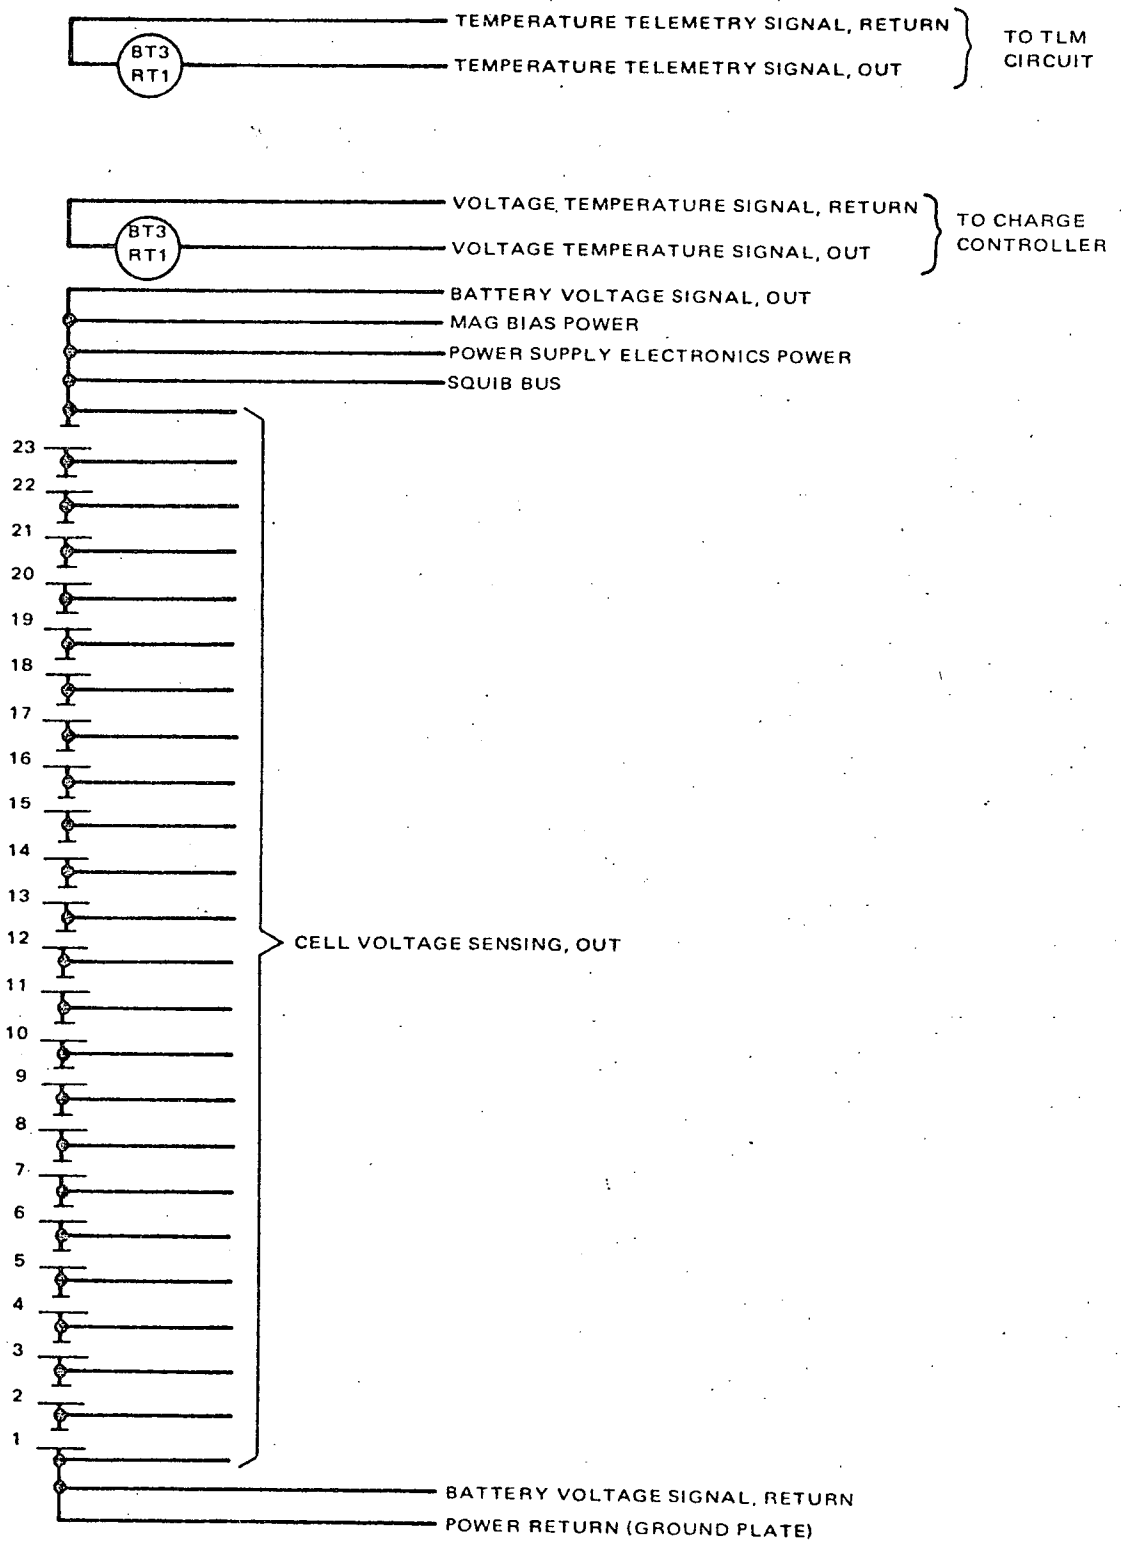 TEMPERATURE TELEMETRY SIGNAL, RETURN
TEMPERATURE TELEMETRY SIGNAL, OUT
TO TLM
CIRCUIT
BT3
RT1
VOLTAGE TEMPERATURE SIGNAL, RETURN
VOLTAGE TEMPERATURE SIGNAL, OUT
TO CHARGE
CONTROLLER
BT3
RT1
BATTERY VOLTAGE SIGNAL, OUT
MAG BIAS POWER
POWER SUPPLY ELECTRONICS POWER
SQUIB BUS
23
22
21
20
19
18
17
16
15
14
13
12
CELL VOLTAGE SENSING, OUT
11
10
9
8
7
6
5
4
3
2
1
BATTERY VOLTAGE SIGNAL, RETURN
POWER RETURN (GROUND PLATE)